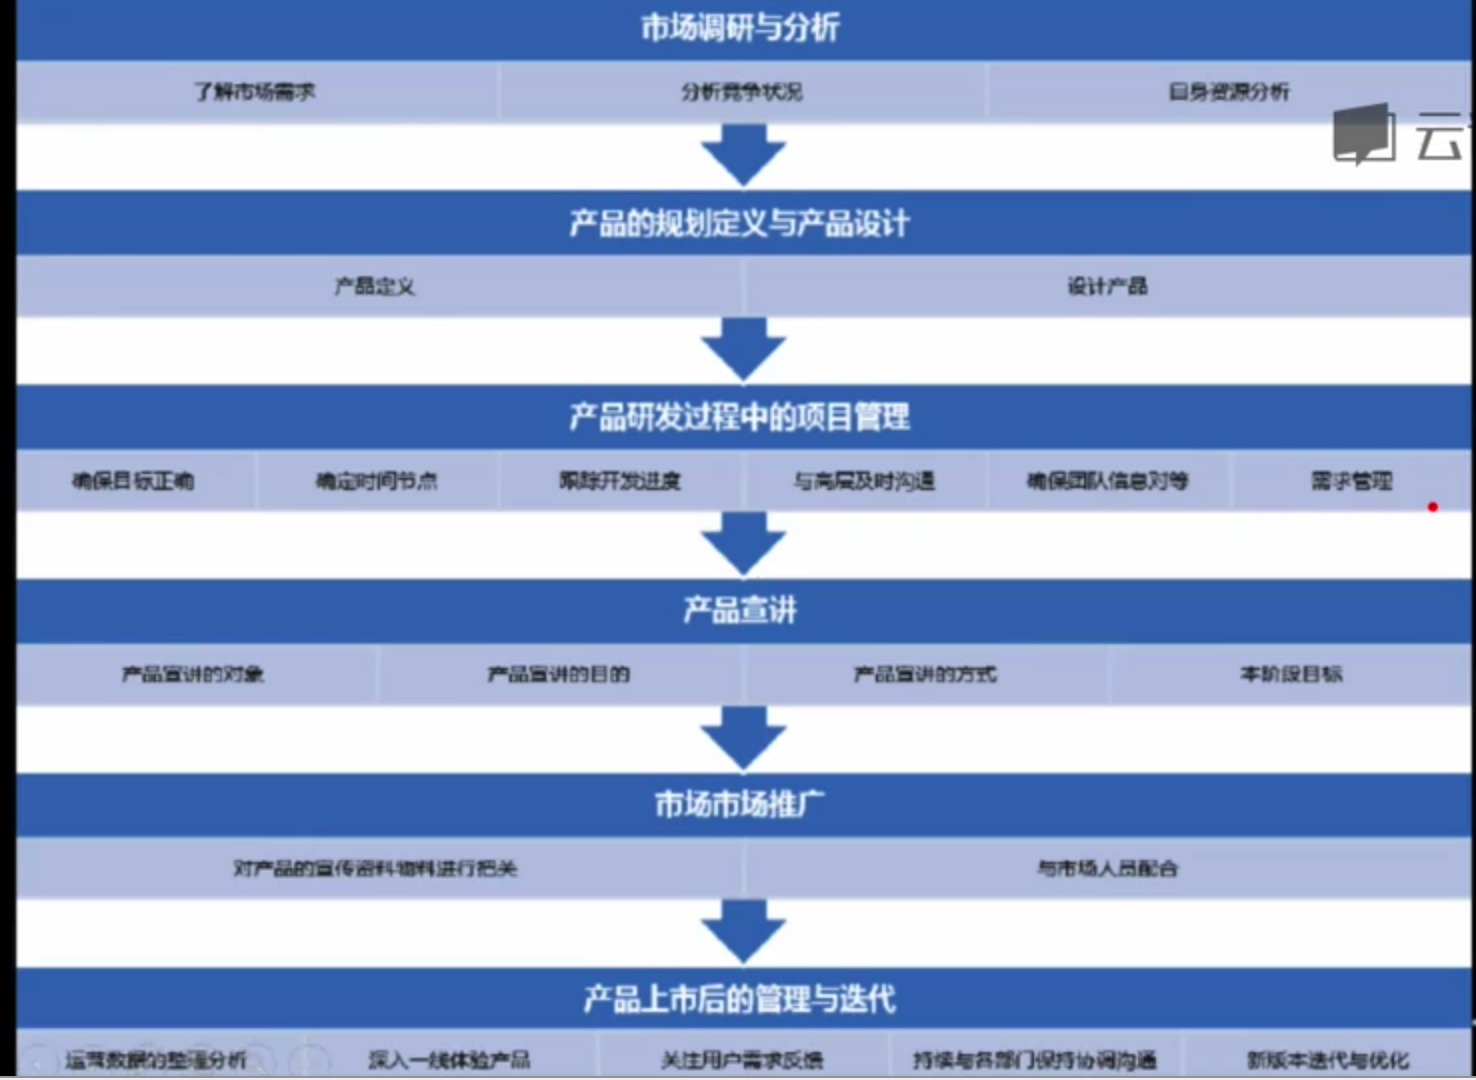 市场调研与分析
了解市场需求 分析竞争状况 自身资源分析
云
产品的规划定义与产品设计
产品定义 设计产品
产品研发过程中的项目管理
确保目标正确 确定时间节点 跟踪开发进度 与高层及时沟通 确保团队信息对等 需求管理
产品宣讲
产品宣讲的对象 产品宣讲的目的 产品宣讲的方式 本阶段目标
市场市场推广
对产品的宣传资料物料进行把关 与市场人员配合
产品上市后的管理与迭代
运营数据的整理分析 深入一线体验产品 关注用户需求反馈 持续与各部门保持协调沟通 新版本迭代与优化